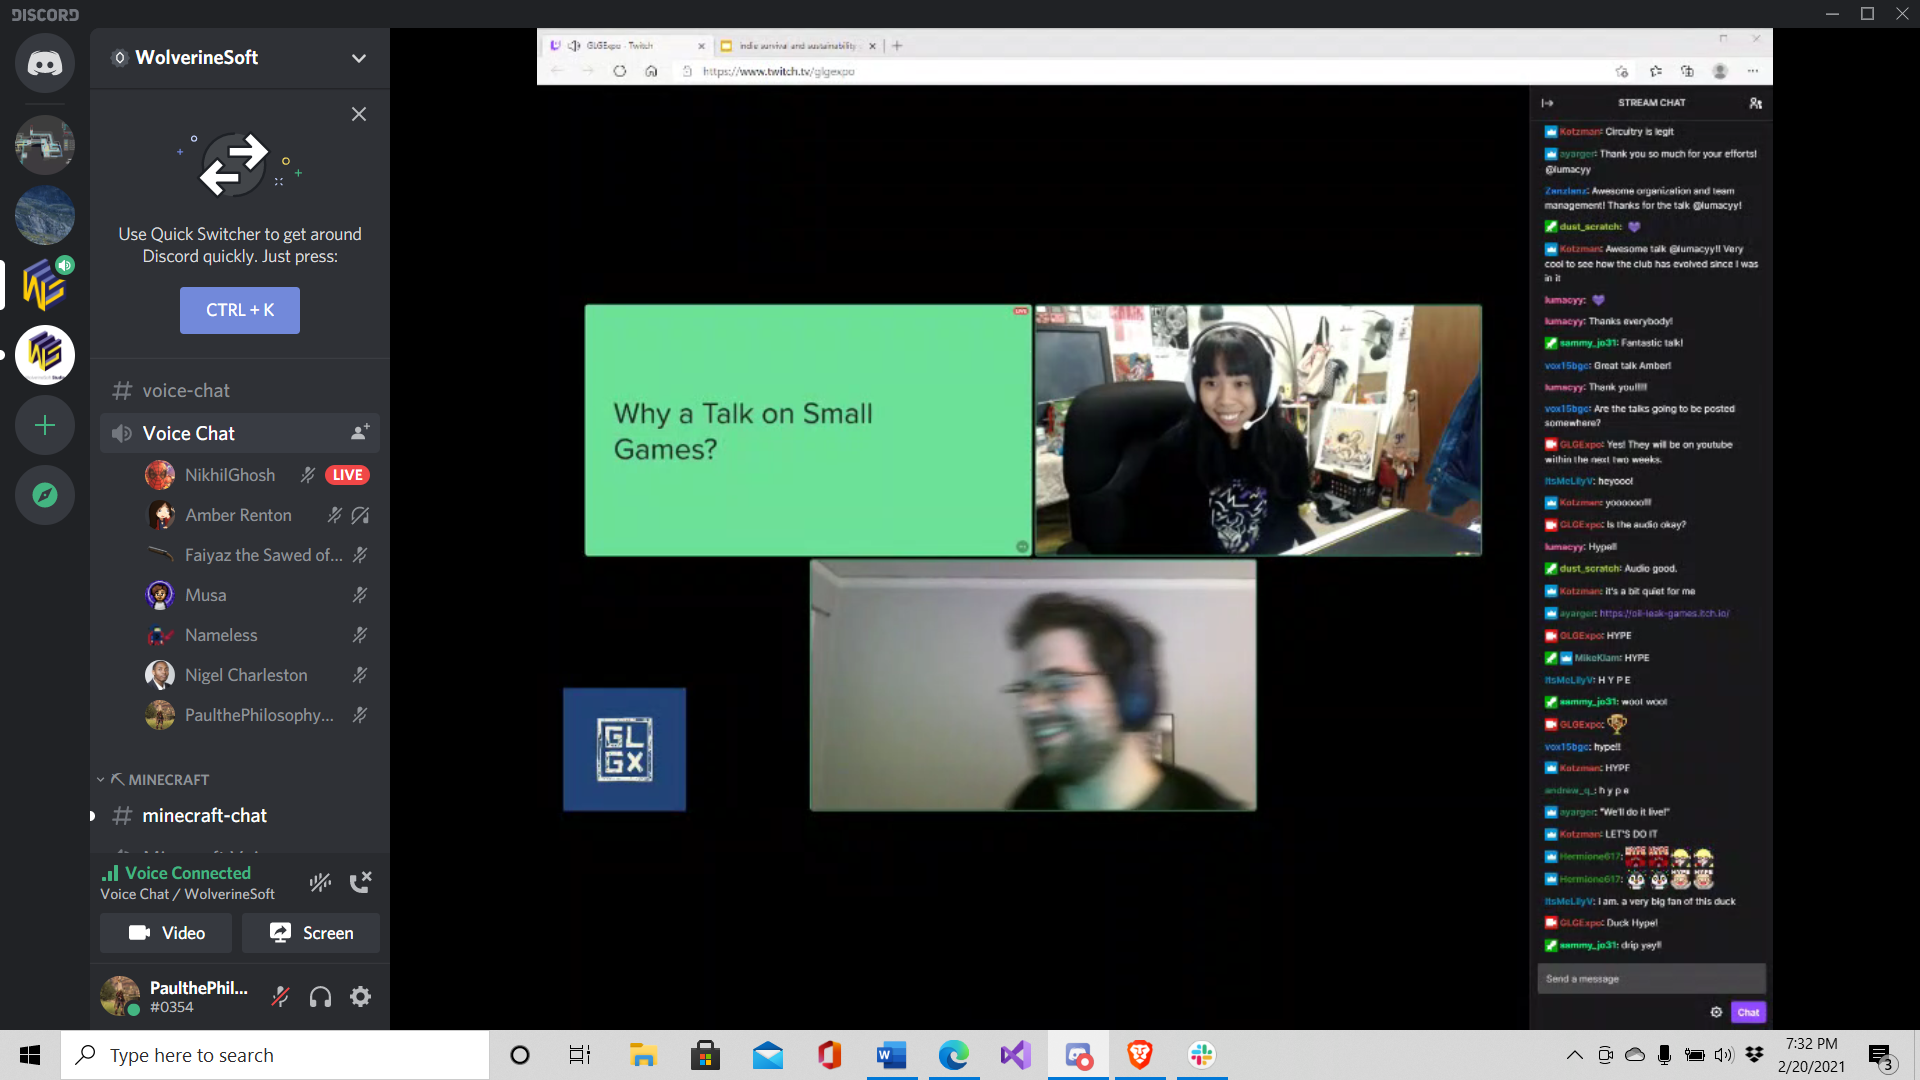 DISCORD
WolverineSoft
Use Quick Switcher to get around
Discord quickly. Just press:
CTRL + K
voice-chat
Voice Chat
NikhilGhosh LIVE
Amber Renton
Faiyaz the Sawed of...
Musa
Nameless
Nigel Charleston
PaulthePhilosophy...
MINECRAFT
minecraft-chat
Voice Connected
Voice Chat / WolverineSoft
Video Screen
PaulthePhil...
#0354
GLGExpo - Twitch
indie survival and sustainability
https://www.twitch.tv/glgexpo
LIVE
Why a Talk on Small
Games?
GL
GX
STREAM CHAT
Kotzman: Circuitry is legit
ayarger: Thank you so much for your efforts!
@lumacyy
Zanzlanz: Awesome organization and team
management! Thanks for the talk @lumacyy!
dust_scratch: 💜
Kotzman: Awesome talk @lumacyy!! Very
cool to see how the club has evolved since I was
in it
lumacyy: 💜
lumacyy: Thanks everybody!
sammy_jo31: Fantastic talk!
vox15bgc: Great talk Amber!
lumacyy: Thank you!!!!!
vox15bgc: Are the talks going to be posted
somewhere?
GLGExpo: Yes! They will be on youtube
within the next two weeks.
ItsMeLilyV: heyooo!
Kotzman: yoooooo!!!
GLGExpo: Is the audio okay?
lumacyy: Hype!!
dust_scratch: Audio good.
Kotzman: it's a bit quiet for me
ayarger: https://oil-leak-games.itch.io/
GLGExpo: HYPE
MikeKlam: HYPE
ItsMeLilyV: H Y P E
sammy_jo31: woot woot
GLGExpo:
vox15bgc: hype!!
Kotzman: HYPE
andrew_q_: h y p e
ayarger: "We'll do it live!"
Kotzman: LET'S DO IT
Hermione617:
Hermione617:
ItsMeLilyV: I am. a very big fan of this duck
GLGExpo: Duck Hype!
sammy_jo31: drip yay!!
Send a message
Chat
Type here to search
7:32 PM
2/20/2021
3